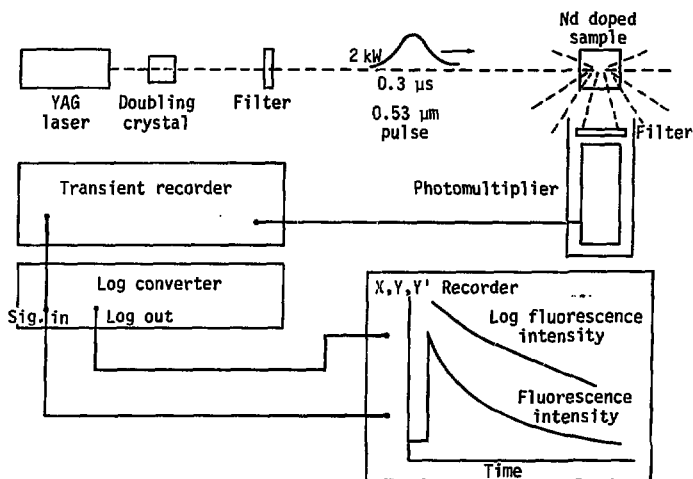 Nd doped
sample
2 kW
0.3 µs
0.53 µm
pulse
YAG
laser
Doubling
crystal
Filter
Filter
Transient recorder
Photomultiplier
Log converter
Sig. in
Log out
X,Y,Y' Recorder
Log fluorescence
intensity
Fluorescence
intensity
Time